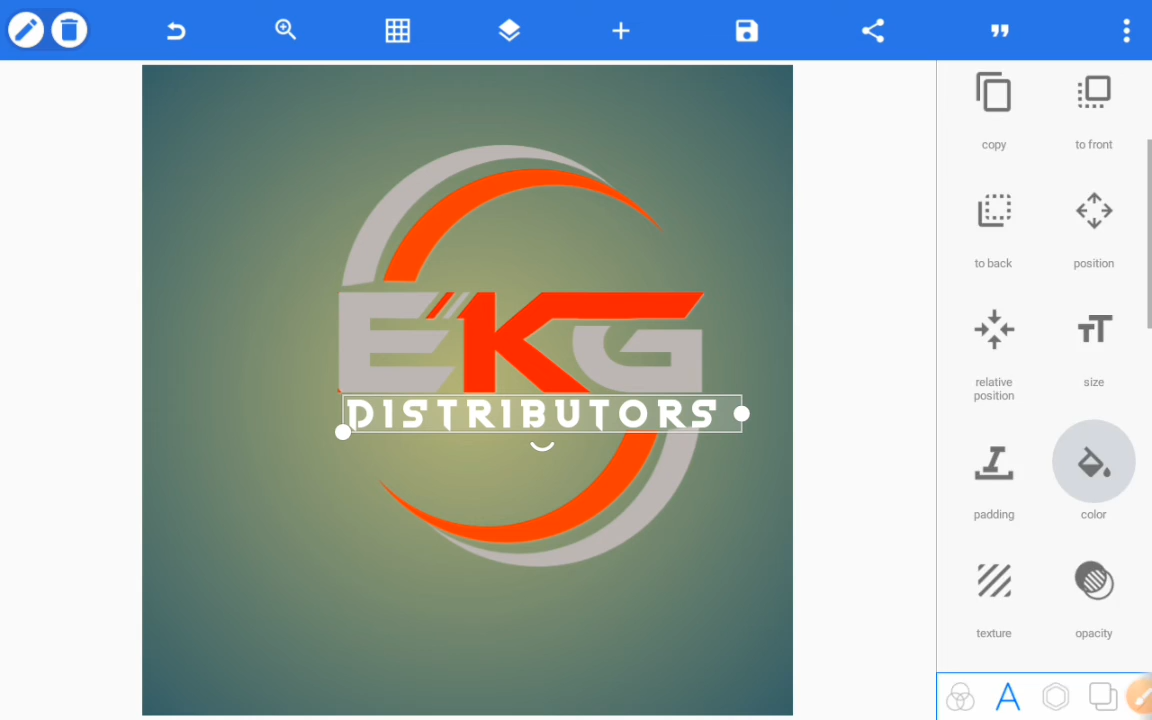 copy
to front
to back
position
relative
position
size
padding
color
texture
opacity
EKG
DISTRIBUTORS